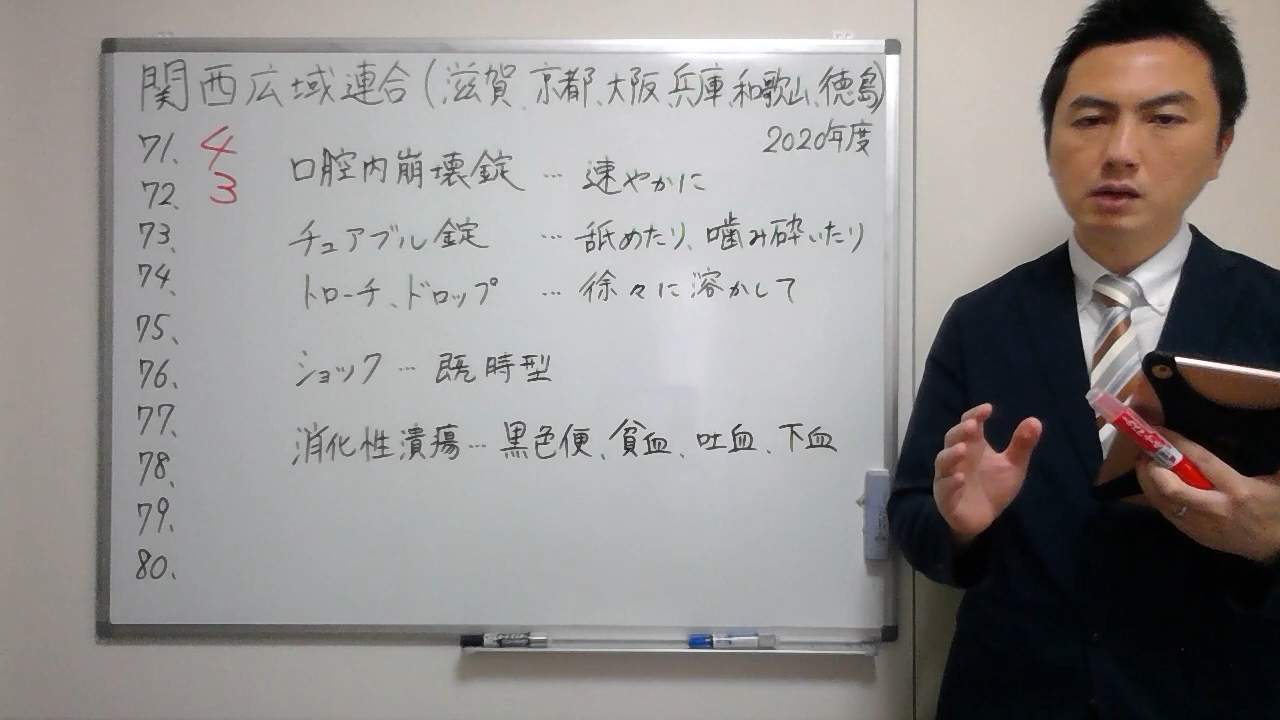 関西広域連合(滋賀、京都、大阪、兵庫、和歌山、徳島)
2020年度
71. 4
72. 3
73.
74.
75.
76.
77.
78.
79.
80.
口腔内崩壊錠 … 速やかに
チュアブル錠 … 舐めたり、噛み砕いたり
トローチ、ドロップ … 徐々に溶かして
ショック … 既時型
消化性潰瘍 … 黒色便、貧血、吐血、下血